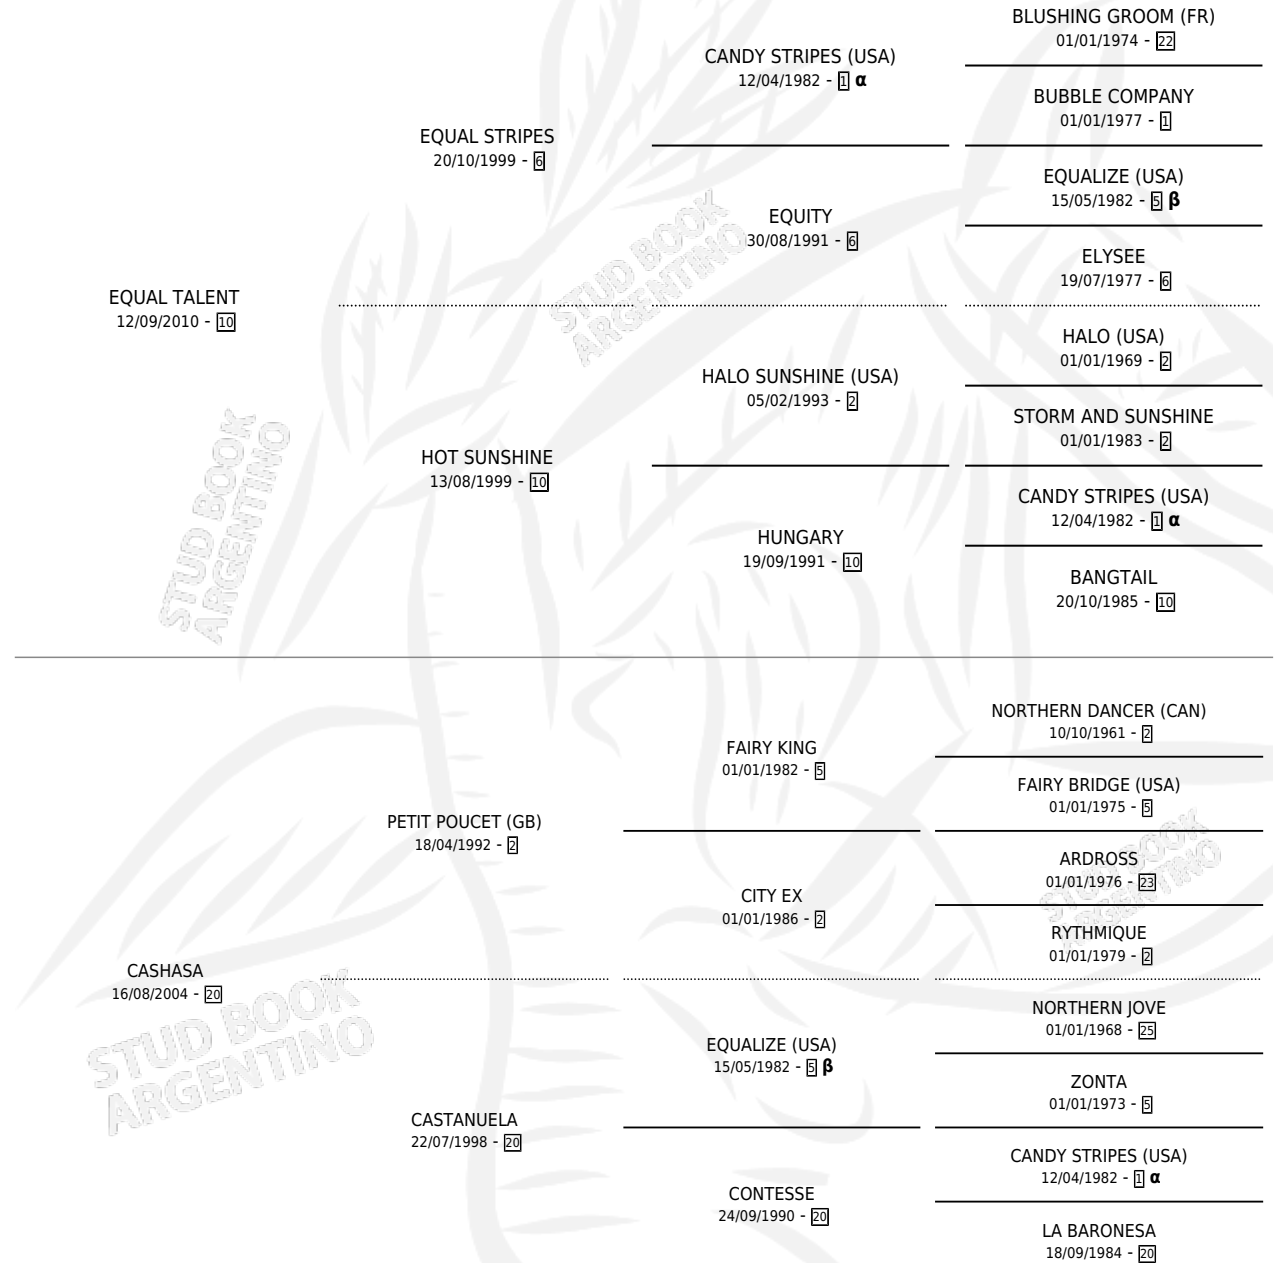 BLUSHING GROOM (FR)
01/01/1974 - 22
CANDY STRIPES (USA)
12/04/1982 - 1 α
BUBBLE COMPANY
01/01/1977 - 1
EQUAL STRIPES
20/10/1999 - 6
EQUALIZE (USA)
15/05/1982 - 5 β
EQUITY
30/08/1991 - 6
ELYSEE
19/07/1977 - 6
EQUAL TALENT
12/09/2010 - 10
HALO (USA)
01/01/1969 - 2
HALO SUNSHINE (USA)
05/02/1993 - 2
STORM AND SUNSHINE
01/01/1983 - 2
HOT SUNSHINE
13/08/1999 - 10
CANDY STRIPES (USA)
12/04/1982 - 1 α
HUNGARY
19/09/1991 - 10
BANGTAIL
20/10/1985 - 10
NORTHERN DANCER (CAN)
10/10/1961 - 2
FAIRY KING
01/01/1982 - 5
FAIRY BRIDGE (USA)
01/01/1975 - 5
PETIT POUCET (GB)
18/04/1992 - 2
ARDROSS
01/01/1976 - 23
CITY EX
01/01/1986 - 2
RYTHMIQUE
01/01/1979 - 2
CASHASA
16/08/2004 - 20
NORTHERN JOVE
01/01/1968 - 25
EQUALIZE (USA)
15/05/1982 - 5 β
ZONTA
01/01/1973 - 5
CASTANUELA
22/07/1998 - 20
CANDY STRIPES (USA)
12/04/1982 - 1 α
CONTESSE
24/09/1990 - 20
LA BARONESA
18/09/1984 - 20
STUD BOOK
ARGENTINO
STUD BOOK
ARGENTINO
STUD BOOK
ARGENTINO
STUD BOOK
ARGENTINO